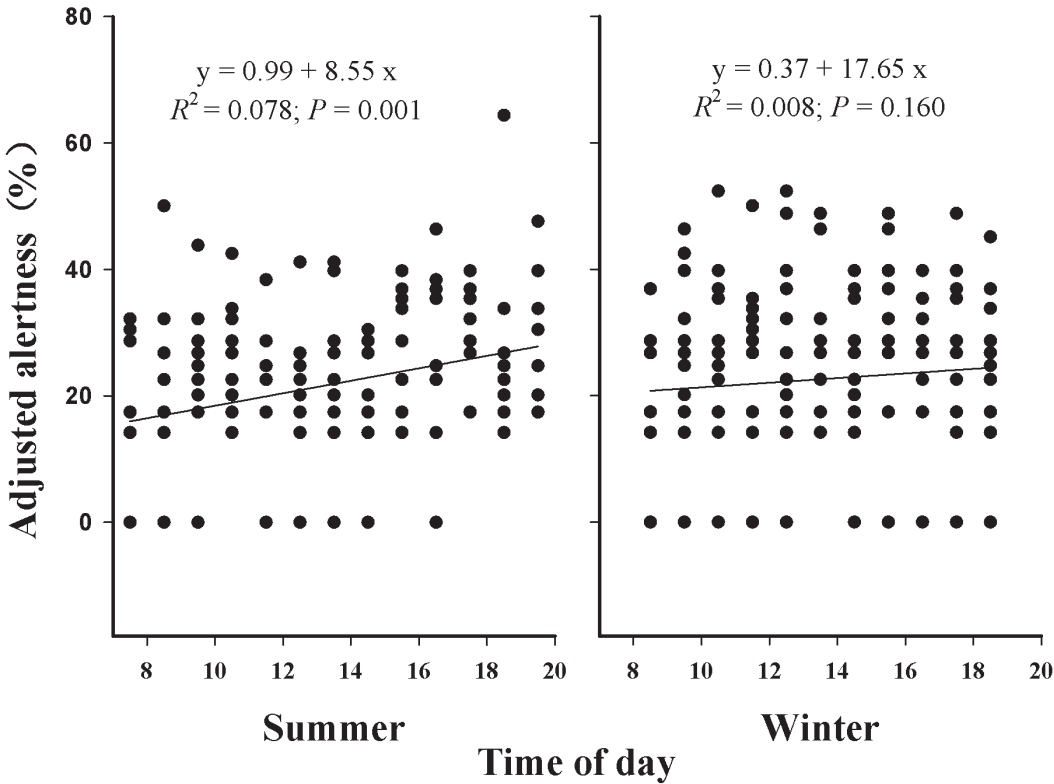 80
60
40
20
0
Adjusted alertness (%)
y = 0.99 + 8.55 x
R² = 0.078; P = 0.001
8 10 12 14 16 18 20
Summer
y = 0.37 + 17.65 x
R² = 0.008; P = 0.160
8 10 12 14 16 18 20
Winter
Time of day